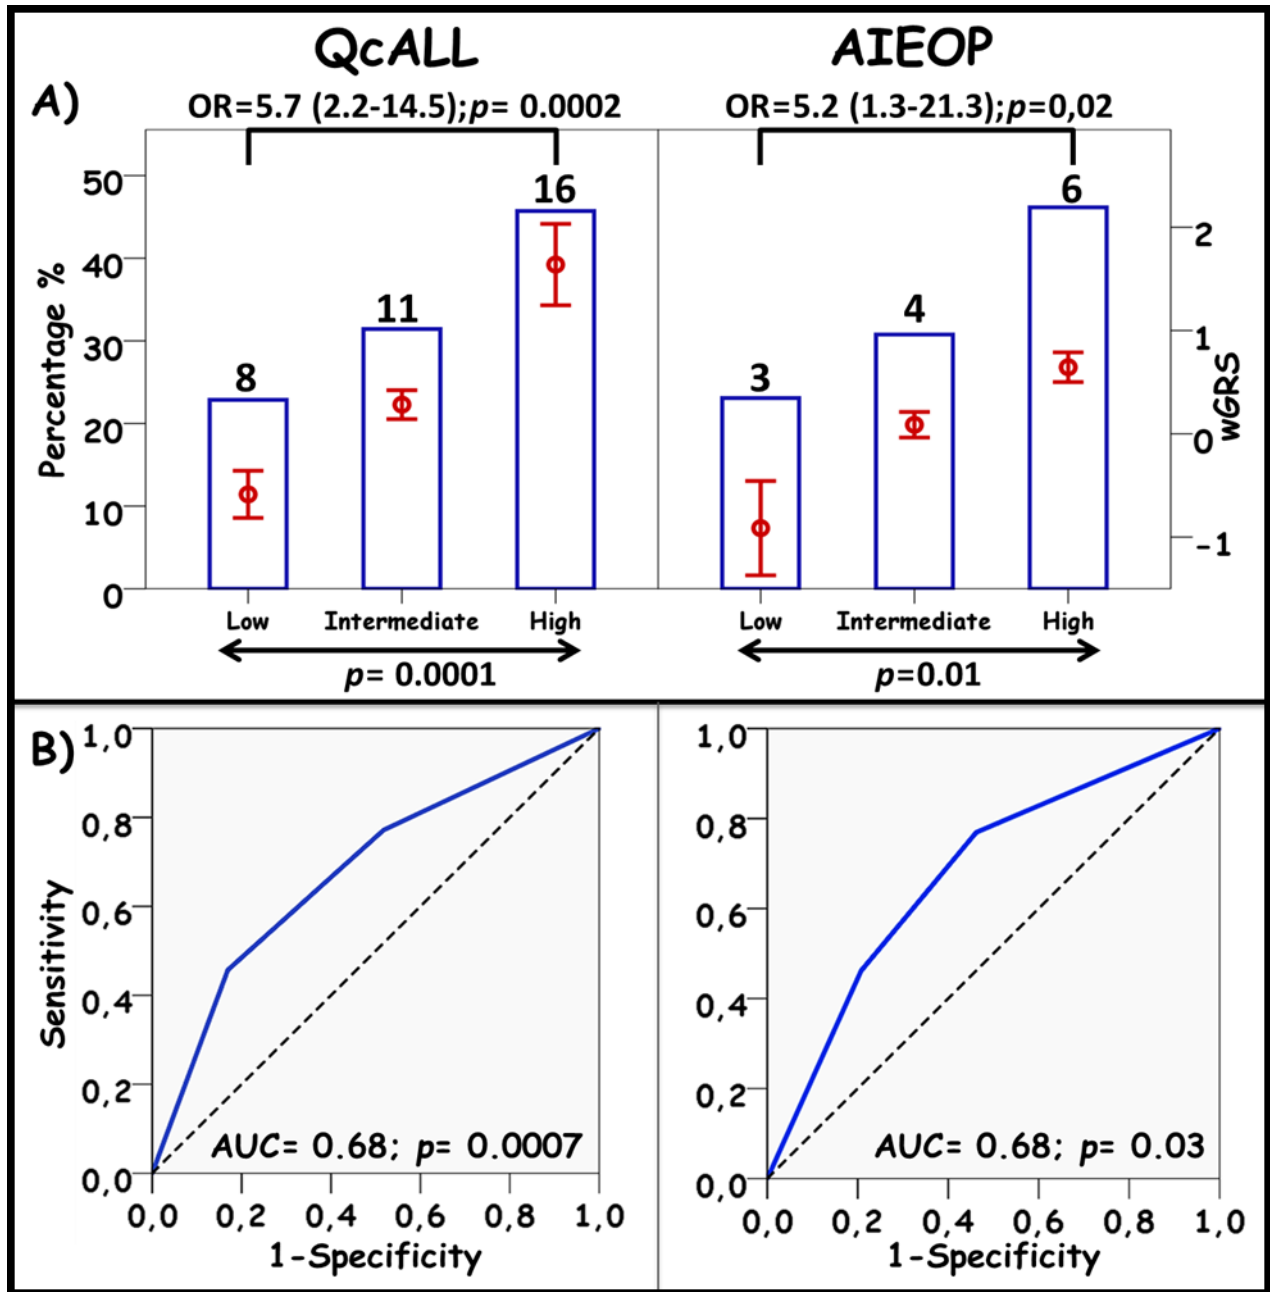 QcALL
AIEOP
A)
OR=5.7 (2.2-14.5);p= 0.0002
OR=5.2 (1.3-21.3);p=0,02
Percentage %
50
40
30
20
10
0
8
11
16
3
4
6
2
1
0
-1
wGRS
Low
Intermediate
High
Low
Intermediate
High
p= 0.0001
p=0.01
B)
Sensitivity
1,0
0,8
0,6
0,4
0,2
0,0
AUC= 0.68; p= 0.0007
0,0
0,2
0,4
0,6
0,8
1,0
1-Specificity
1,0
0,8
0,6
0,4
0,2
0,0
AUC= 0.68; p= 0.03
0,0
0,2
0,4
0,6
0,8
1,0
1-Specificity